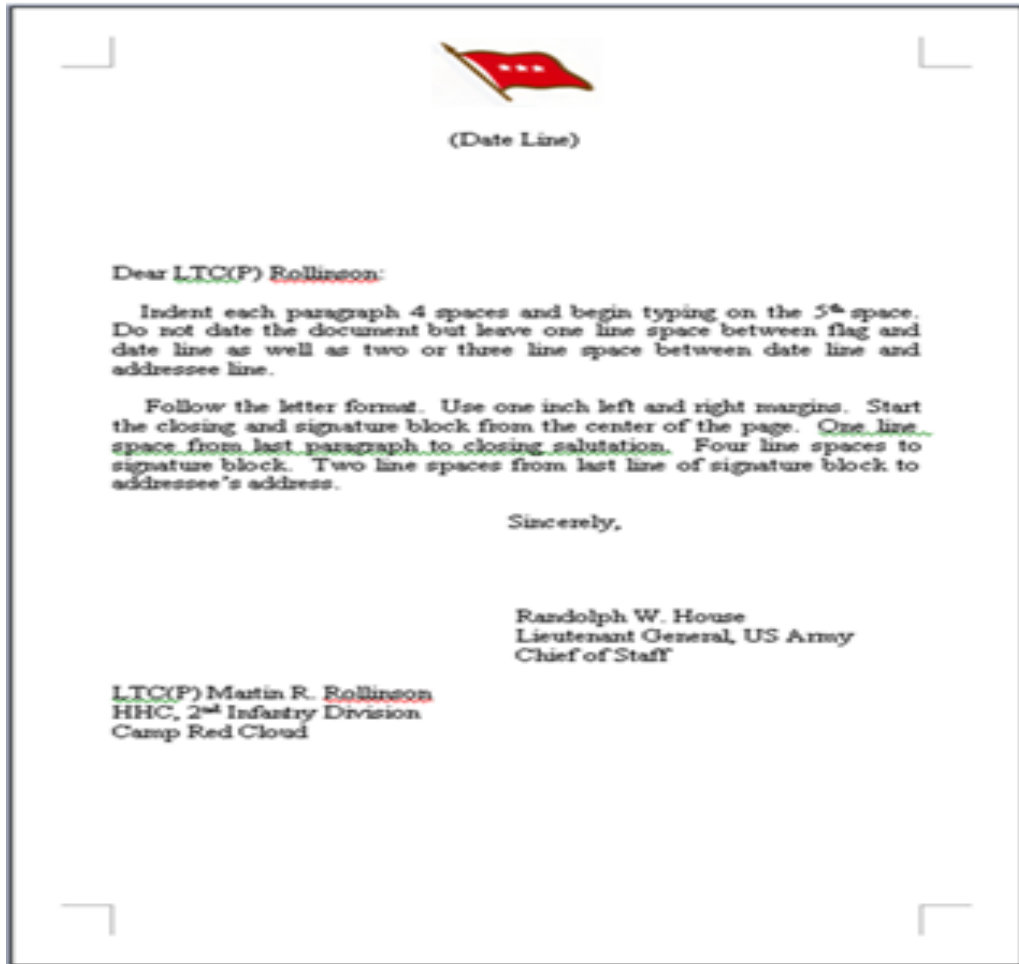 (Date Line)
Dear LTC(P) Rollinson:
Indent each paragraph 4 spaces and begin typing on the 5th space.
Do not date the document but leave one line space between flag and
date line as well as two or three line space between date line and
addressee line.
Follow the letter format. Use one inch left and right margins. Start
the closing and signature block from the center of the page. One line
space from last paragraph to closing salutation. Four line spaces to
signature block. Two line spaces from last line of signature block to
addressee's address.
Sincerely,
Randolph W. House
Lieutenant General, US Army
Chief of Staff
LTC(P) Martin R. Rollinson
HHC, 2nd Infantry Division
Camp Red Cloud